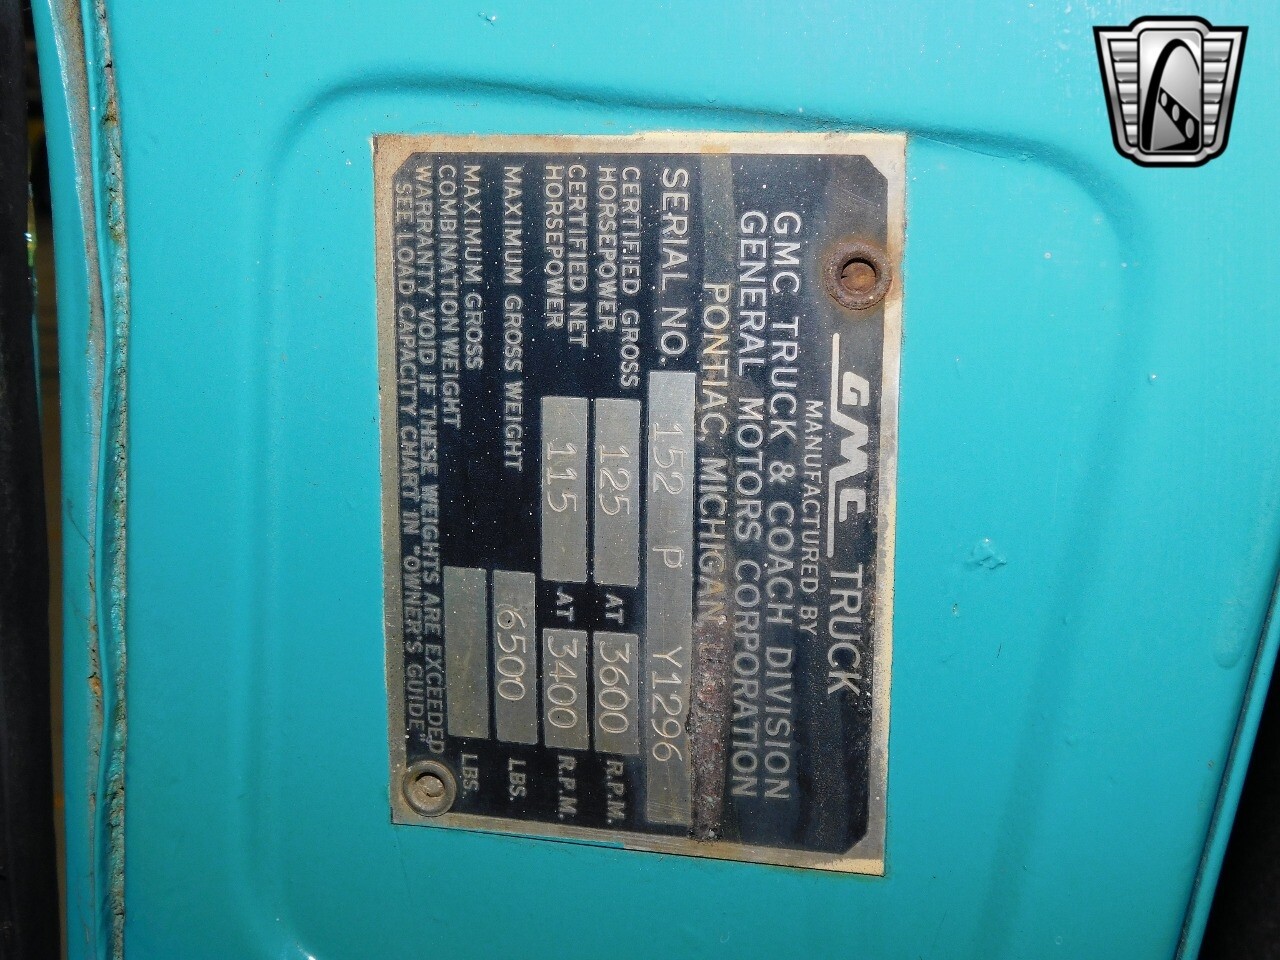 GMC TRUCK
MANUFACTURED BY
GMC TRUCK & COACH DIVISION
GENERAL MOTORS CORPORATION
PONTIAC, MICHIGAN
SERIAL NO. 152 P Y1296
CERTIFIED GROSS
HORSEPOWER 125 AT 3600 R.P.M.
CERTIFIED NET
HORSEPOWER 115 AT 3400 R.P.M.
MAXIMUM GROSS WEIGHT 6500 LBS.
MAXIMUM GROSS
COMBINATION WEIGHT LBS.
WARRANTY VOID IF THESE WEIGHTS ARE EXCEEDED
SEE LOAD CAPACITY CHART IN "OWNER'S GUIDE"